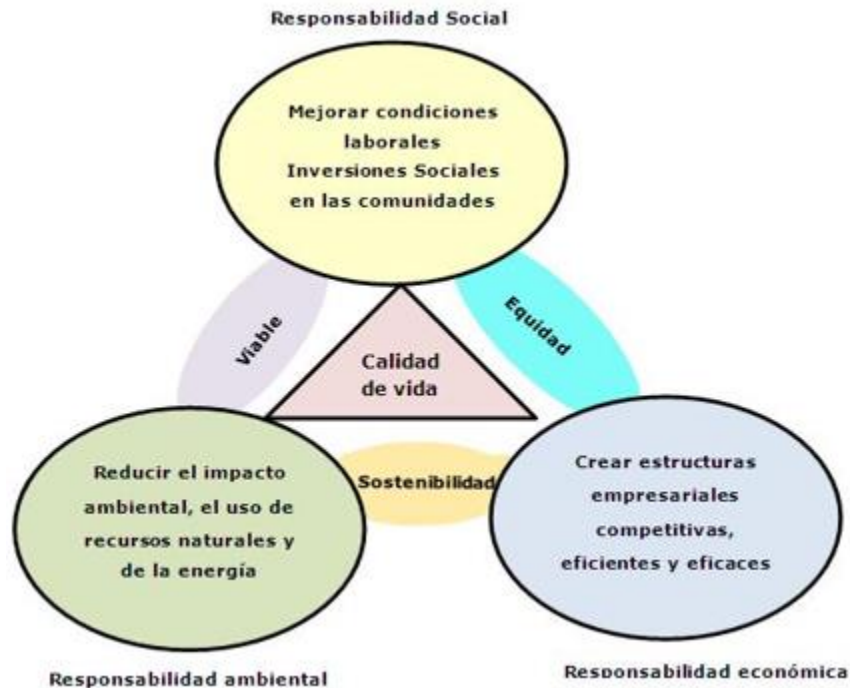 Responsabilidad Social
Mejorar condiciones
laborales
Inversiones Sociales
en las comunidades
Viable
Equidad
Calidad
de vida
Sostenibilidad
Reducir el impacto
ambiental, el uso de
recursos naturales y
de la energía
Crear estructuras
empresariales
competitivas,
eficientes y eficaces
Responsabilidad ambiental
Responsabilidad económica